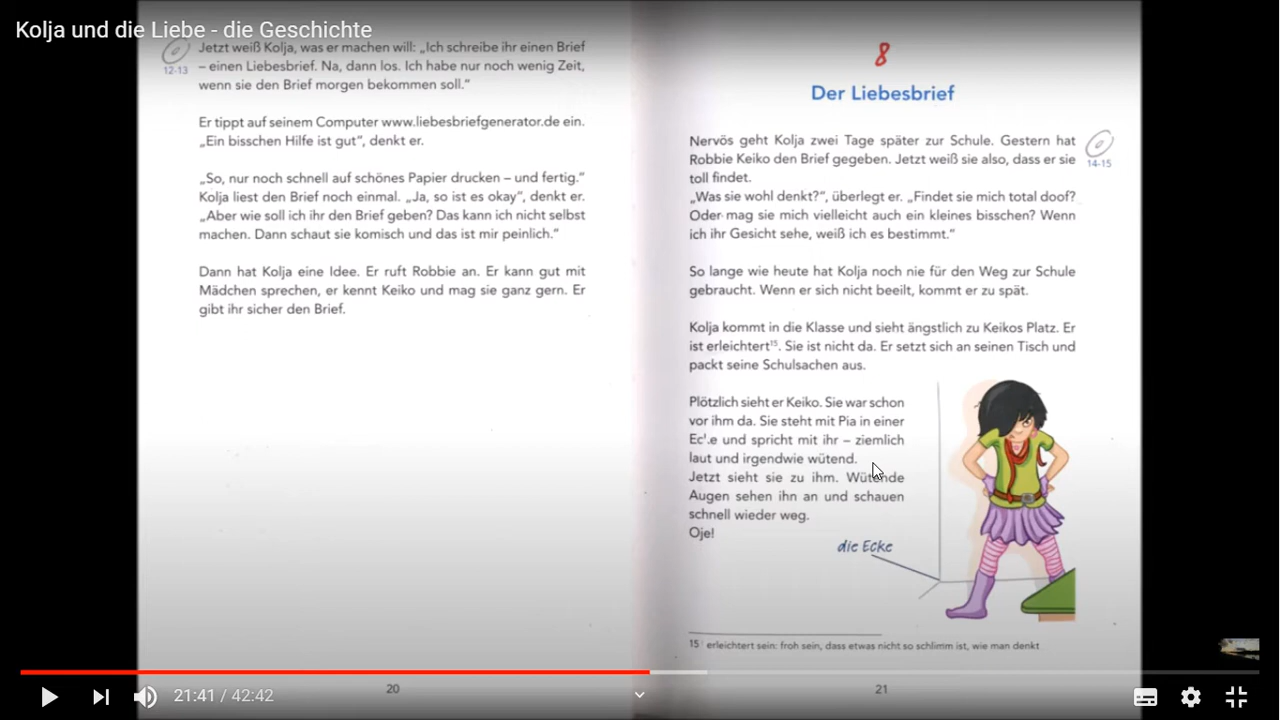 Kolja und die Liebe - die Geschichte
12-13
Jetzt weiß Kolja, was er machen will: „Ich schreibe ihr einen Brief
– einen Liebesbrief. Na, dann los. Ich habe nur noch wenig Zeit,
wenn sie den Brief morgen bekommen soll.“
Er tippt auf seinem Computer www.liebesbriefgenerator.de ein.
„Ein bisschen Hilfe ist gut“, denkt er.
„So, nur noch schnell auf schönes Papier drucken – und fertig.“
Kolja liest den Brief noch einmal. „Ja, so ist es okay“, denkt er.
„Aber wie soll ich ihr den Brief geben? Das kann ich nicht selbst
machen. Dann schaut sie komisch und das ist mir peinlich.“
Dann hat Kolja eine Idee. Er ruft Robbie an. Er kann gut mit
Mädchen sprechen, er kennt Keiko und mag sie ganz gern. Er
gibt ihr sicher den Brief.
20
8
Der Liebesbrief
Nervös geht Kolja zwei Tage später zur Schule. Gestern hat
Robbie Keiko den Brief gegeben. Jetzt weiß sie also, dass er sie
toll findet.
14-15
„Was sie wohl denkt?“, überlegt er. „Findet sie mich total doof?
Oder mag sie mich vielleicht auch ein kleines bisschen? Wenn
ich ihr Gesicht sehe, weiß ich es bestimmt.“
So lange wie heute hat Kolja noch nie für den Weg zur Schule
gebraucht. Wenn er sich nicht beeilt, kommt er zu spät.
Kolja kommt in die Klasse und sieht ängstlich zu Keikos Platz. Er
ist erleichtert¹⁵. Sie ist nicht da. Er setzt sich an seinen Tisch und
packt seine Schulsachen aus.
Plötzlich sieht er Keiko. Sie war schon
vor ihm da. Sie steht mit Pia in einer
Ecke und spricht mit ihr – ziemlich
laut und irgendwie wütend.
Jetzt sieht sie zu ihm. Wütende
Augen sehen ihn an und schauen
schnell wieder weg.
Oje!
die Ecke
15 erleichtert sein: froh sein, dass etwas nicht so schlimm ist, wie man denkt
21
21:41 / 42:42